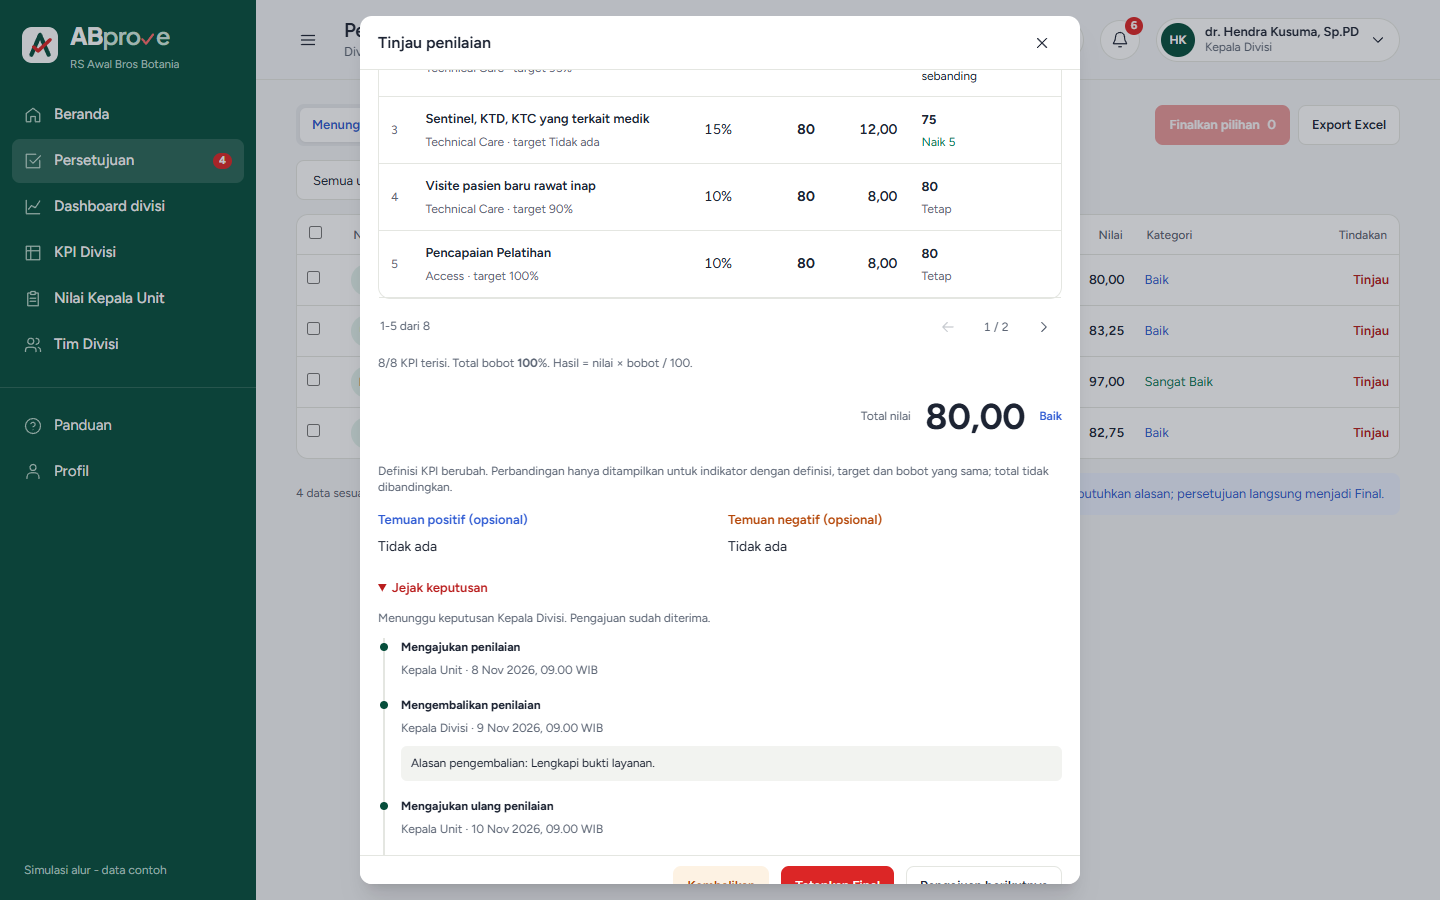 ABprove
RS Awal Bros Botania
Beranda
Persetujuan 4
Dashboard divisi
KPI Divisi
Nilai Kepala Unit
Tim Divisi
Panduan
Profil
Simulasi alur - data contoh
6
HK
dr. Hendra Kusuma, Sp.PD
Kepala Divisi
Finalkan pilihan 0
Export Excel
Nilai Kategori Tindakan
80,00 Baik Tinjau
83,25 Baik Tinjau
97,00 Sangat Baik Tinjau
82,75 Baik Tinjau
4 data
alasan; persetujuan langsung menjadi Final.
Tinjau penilaian
sebanding
3 Sentinel, KTD, KTC yang terkait medik 15% 80 12,00 75
Technical Care · target Tidak ada Naik 5
4 Visite pasien baru rawat inap 10% 80 8,00 80
Technical Care · target 90% Tetap
5 Pencapaian Pelatihan 10% 80 8,00 80
Access · target 100% Tetap
1-5 dari 8
1 / 2
8/8 KPI terisi. Total bobot 100%. Hasil = nilai × bobot / 100.
Total nilai 80,00 Baik
Definisi KPI berubah. Perbandingan hanya ditampilkan untuk indikator dengan definisi, target dan bobot yang sama; total tidak
dibandingkan.
Temuan positif (opsional)
Tidak ada
Temuan negatif (opsional)
Tidak ada
Jejak keputusan
Menunggu keputusan Kepala Divisi. Pengajuan sudah diterima.
Mengajukan penilaian
Kepala Unit · 8 Nov 2026, 09.00 WIB
Mengembalikan penilaian
Kepala Divisi · 9 Nov 2026, 09.00 WIB
Alasan pengembalian: Lengkapi bukti layanan.
Mengajukan ulang penilaian
Kepala Unit · 10 Nov 2026, 09.00 WIB